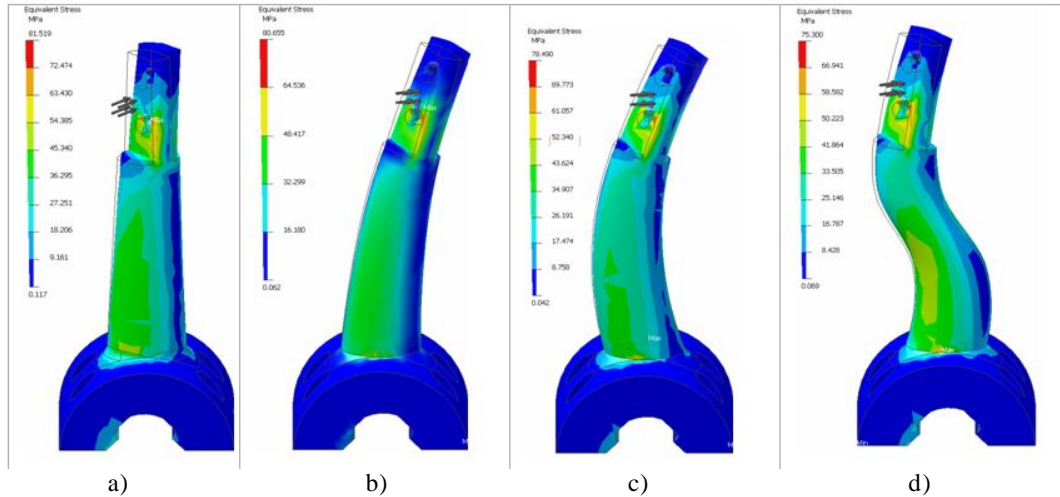 Equivalent Stress
MPa
81.519
72.474
63.430
54.385
45.340
36.295
27.251
18.206
9.161
0.117
Max
Equivalent Stress
MPa
80.655
64.536
48.417
32.299
16.180
0.062
Max
M
Equivalent Stress
MPa
78.490
69.773
61.057
52.340
43.624
34.907
26.191
17.474
8.758
0.042
Max
M
Equivalent Stress
MPa
75.300
66.941
58.582
50.223
41.864
33.505
25.146
16.787
8.428
0.069
Max
Min
a)
b)
c)
d)